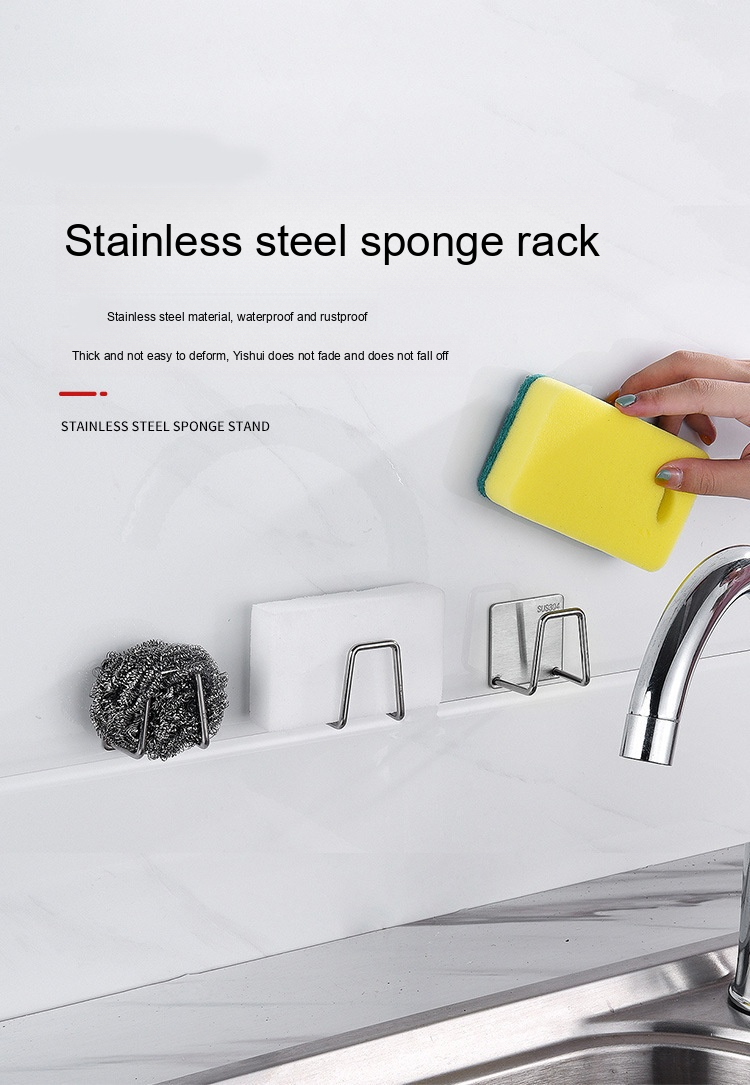 Stainless steel sponge rack
Stainless steel material, waterproof and rustproof
Thick and not easy to deform, Yishui does not fade and does not fall off
STAINLESS STEEL SPONGE STAND
SUS304